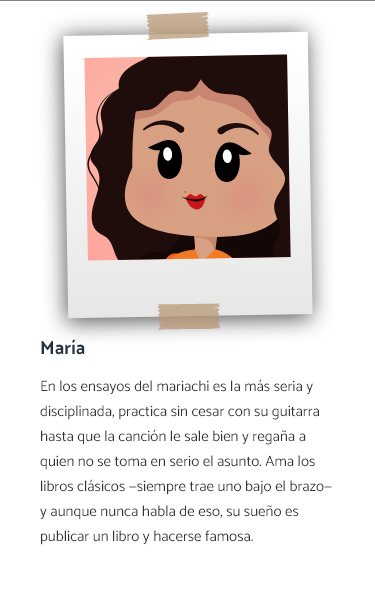 María
En los ensayos del mariachi es la más seria y
disciplinada, practica sin cesar con su guitarra
hasta que la canción le sale bien y regaña a
quien no se toma en serio el asunto. Ama los
libros clásicos —siempre trae uno bajo el brazo—
y aunque nunca habla de eso, su sueño es
publicar un libro y hacerse famosa.